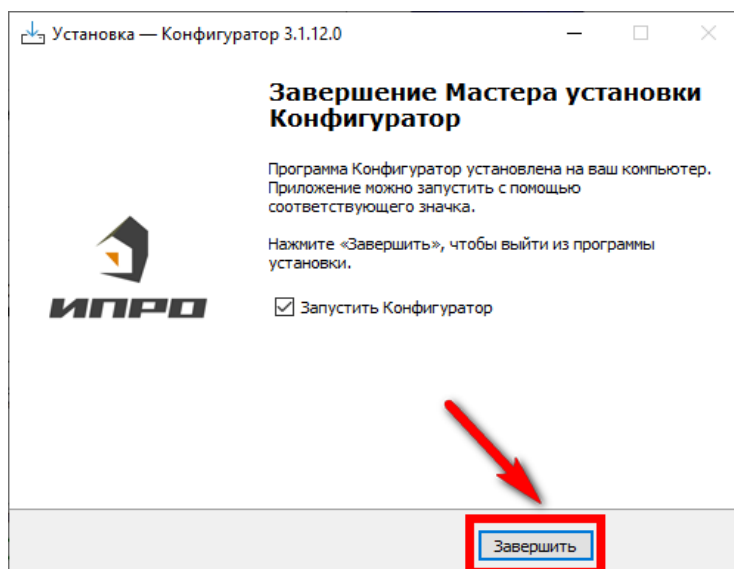 Установка — Конфигуратор 3.1.12.0
Завершение Мастера установки
Конфигуратор
Программа Конфигуратор установлена на ваш компьютер.
Приложение можно запустить с помощью
соответствующего значка.
Нажмите «Завершить», чтобы выйти из программы
установки.
ИПРО
Запустить Конфигуратор
Завершить